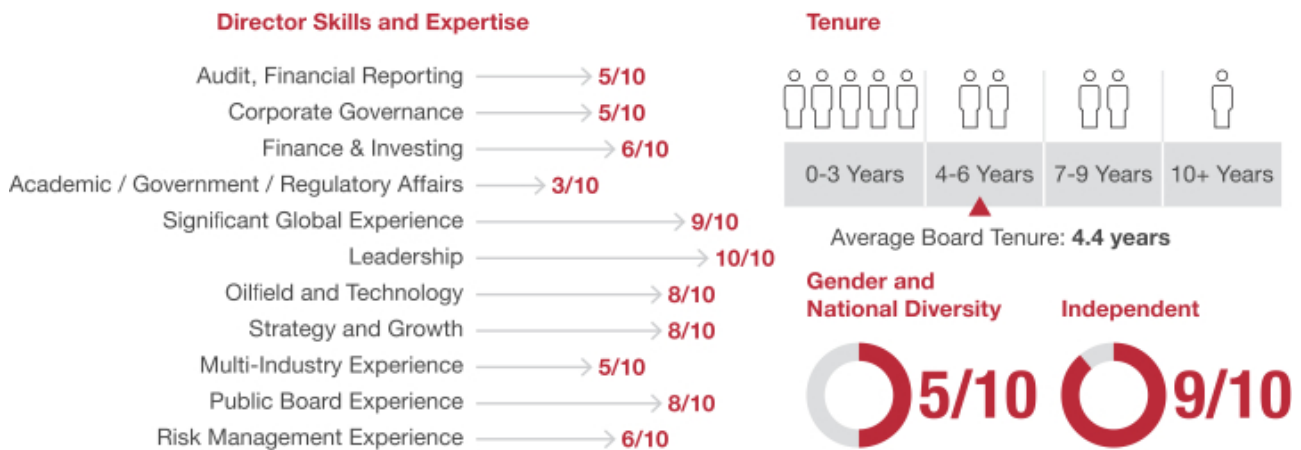 Director Skills and Expertise
Audit, Financial Reporting 5/10
Corporate Governance 5/10
Finance & Investing 6/10
Academic / Government / Regulatory Affairs 3/10
Significant Global Experience 9/10
Leadership 10/10
Oilfield and Technology 8/10
Strategy and Growth 8/10
Multi-Industry Experience 5/10
Public Board Experience 8/10
Risk Management Experience 6/10
Tenure
0-3 Years 4-6 Years 7-9 Years 10+ Years
Average Board Tenure: 4.4 years
Gender and
National Diversity
5/10
Independent
9/10